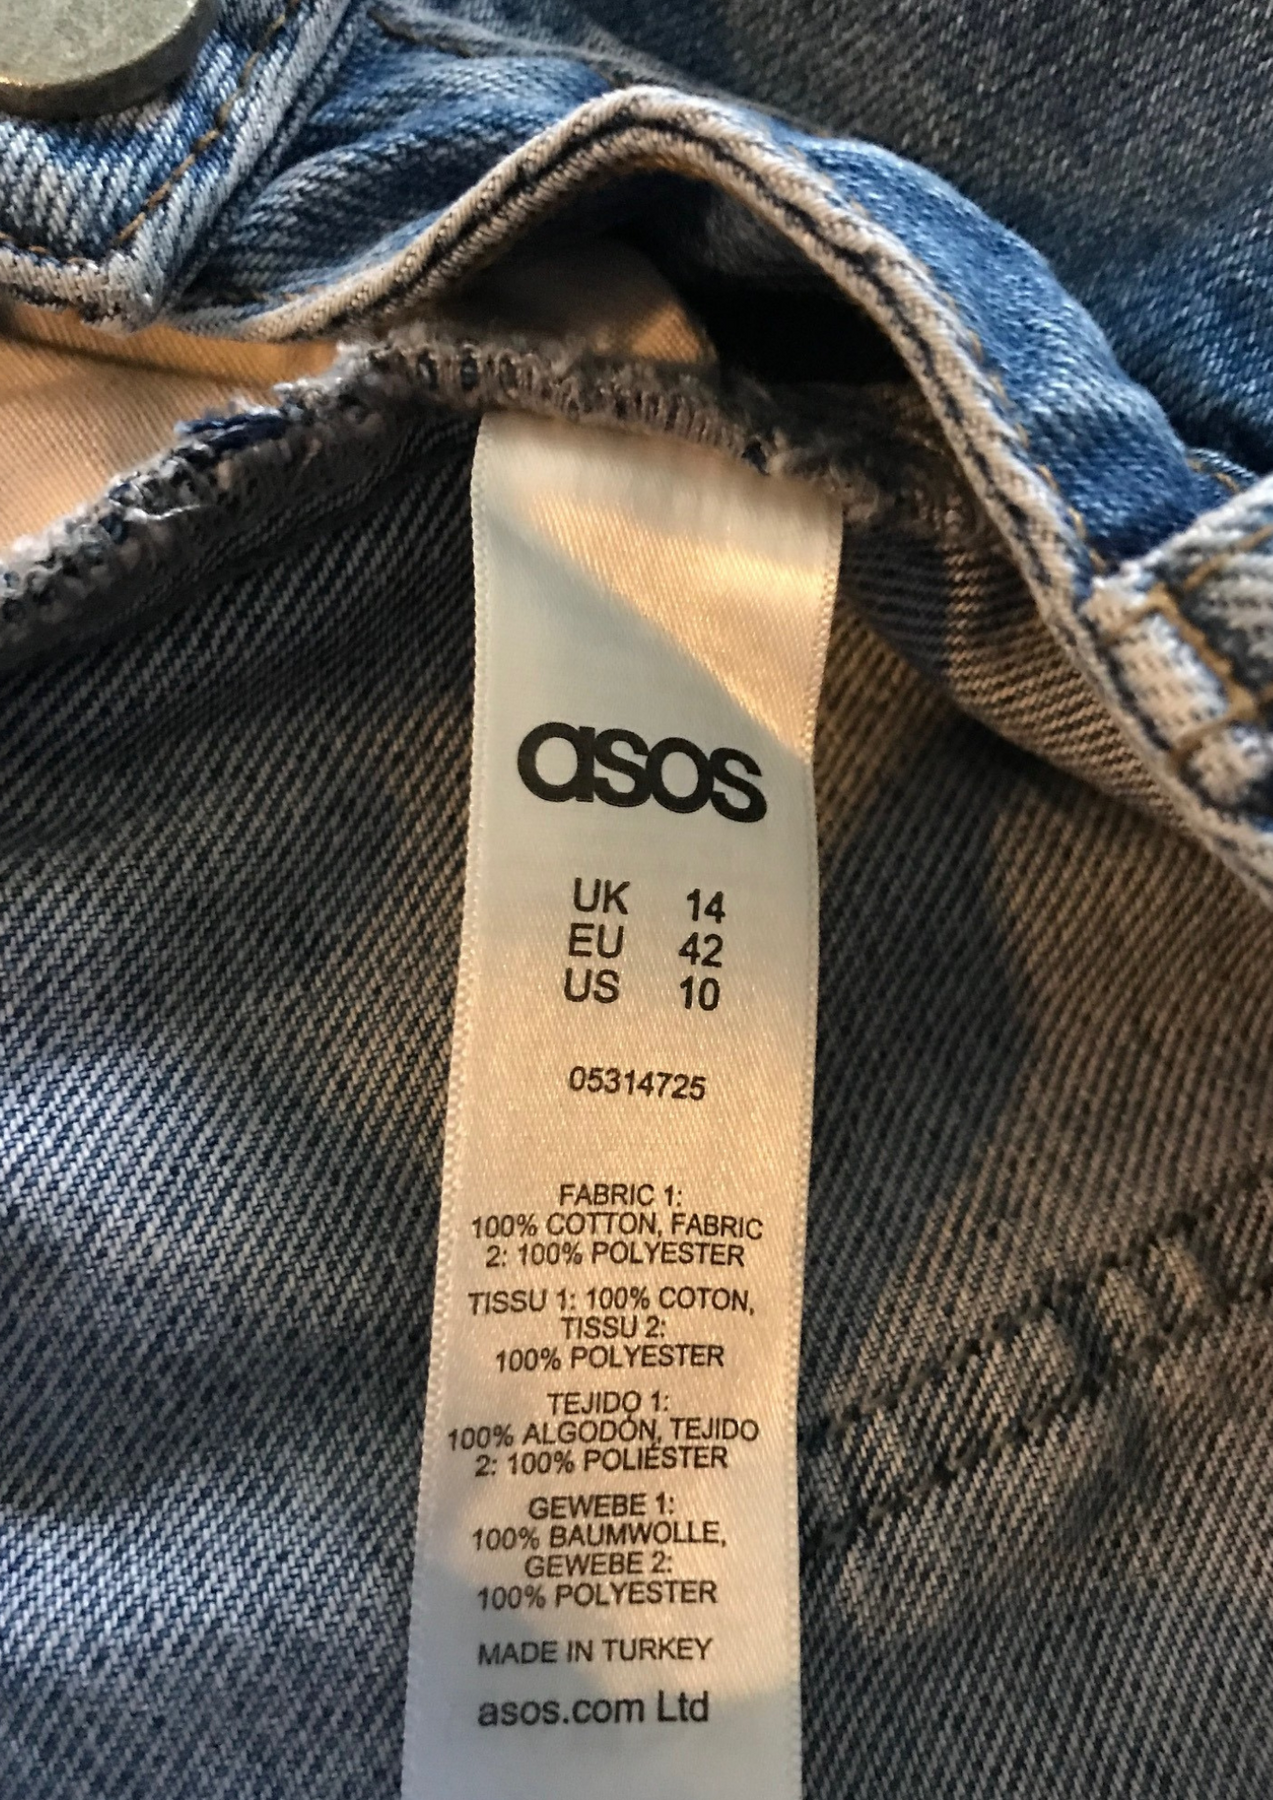 asos
UK 14
EU 42
US 10
05314725
FABRIC 1:
100% COTTON, FABRIC
2: 100% POLYESTER
TISSU 1: 100% COTON,
TISSU 2:
100% POLYESTER
TEJIDO 1:
100% ALGODÓN, TEJIDO
2: 100% POLIÉSTER
GEWEBE 1:
100% BAUMWOLLE,
GEWEBE 2:
100% POLYESTER
MADE IN TURKEY
asos.com Ltd